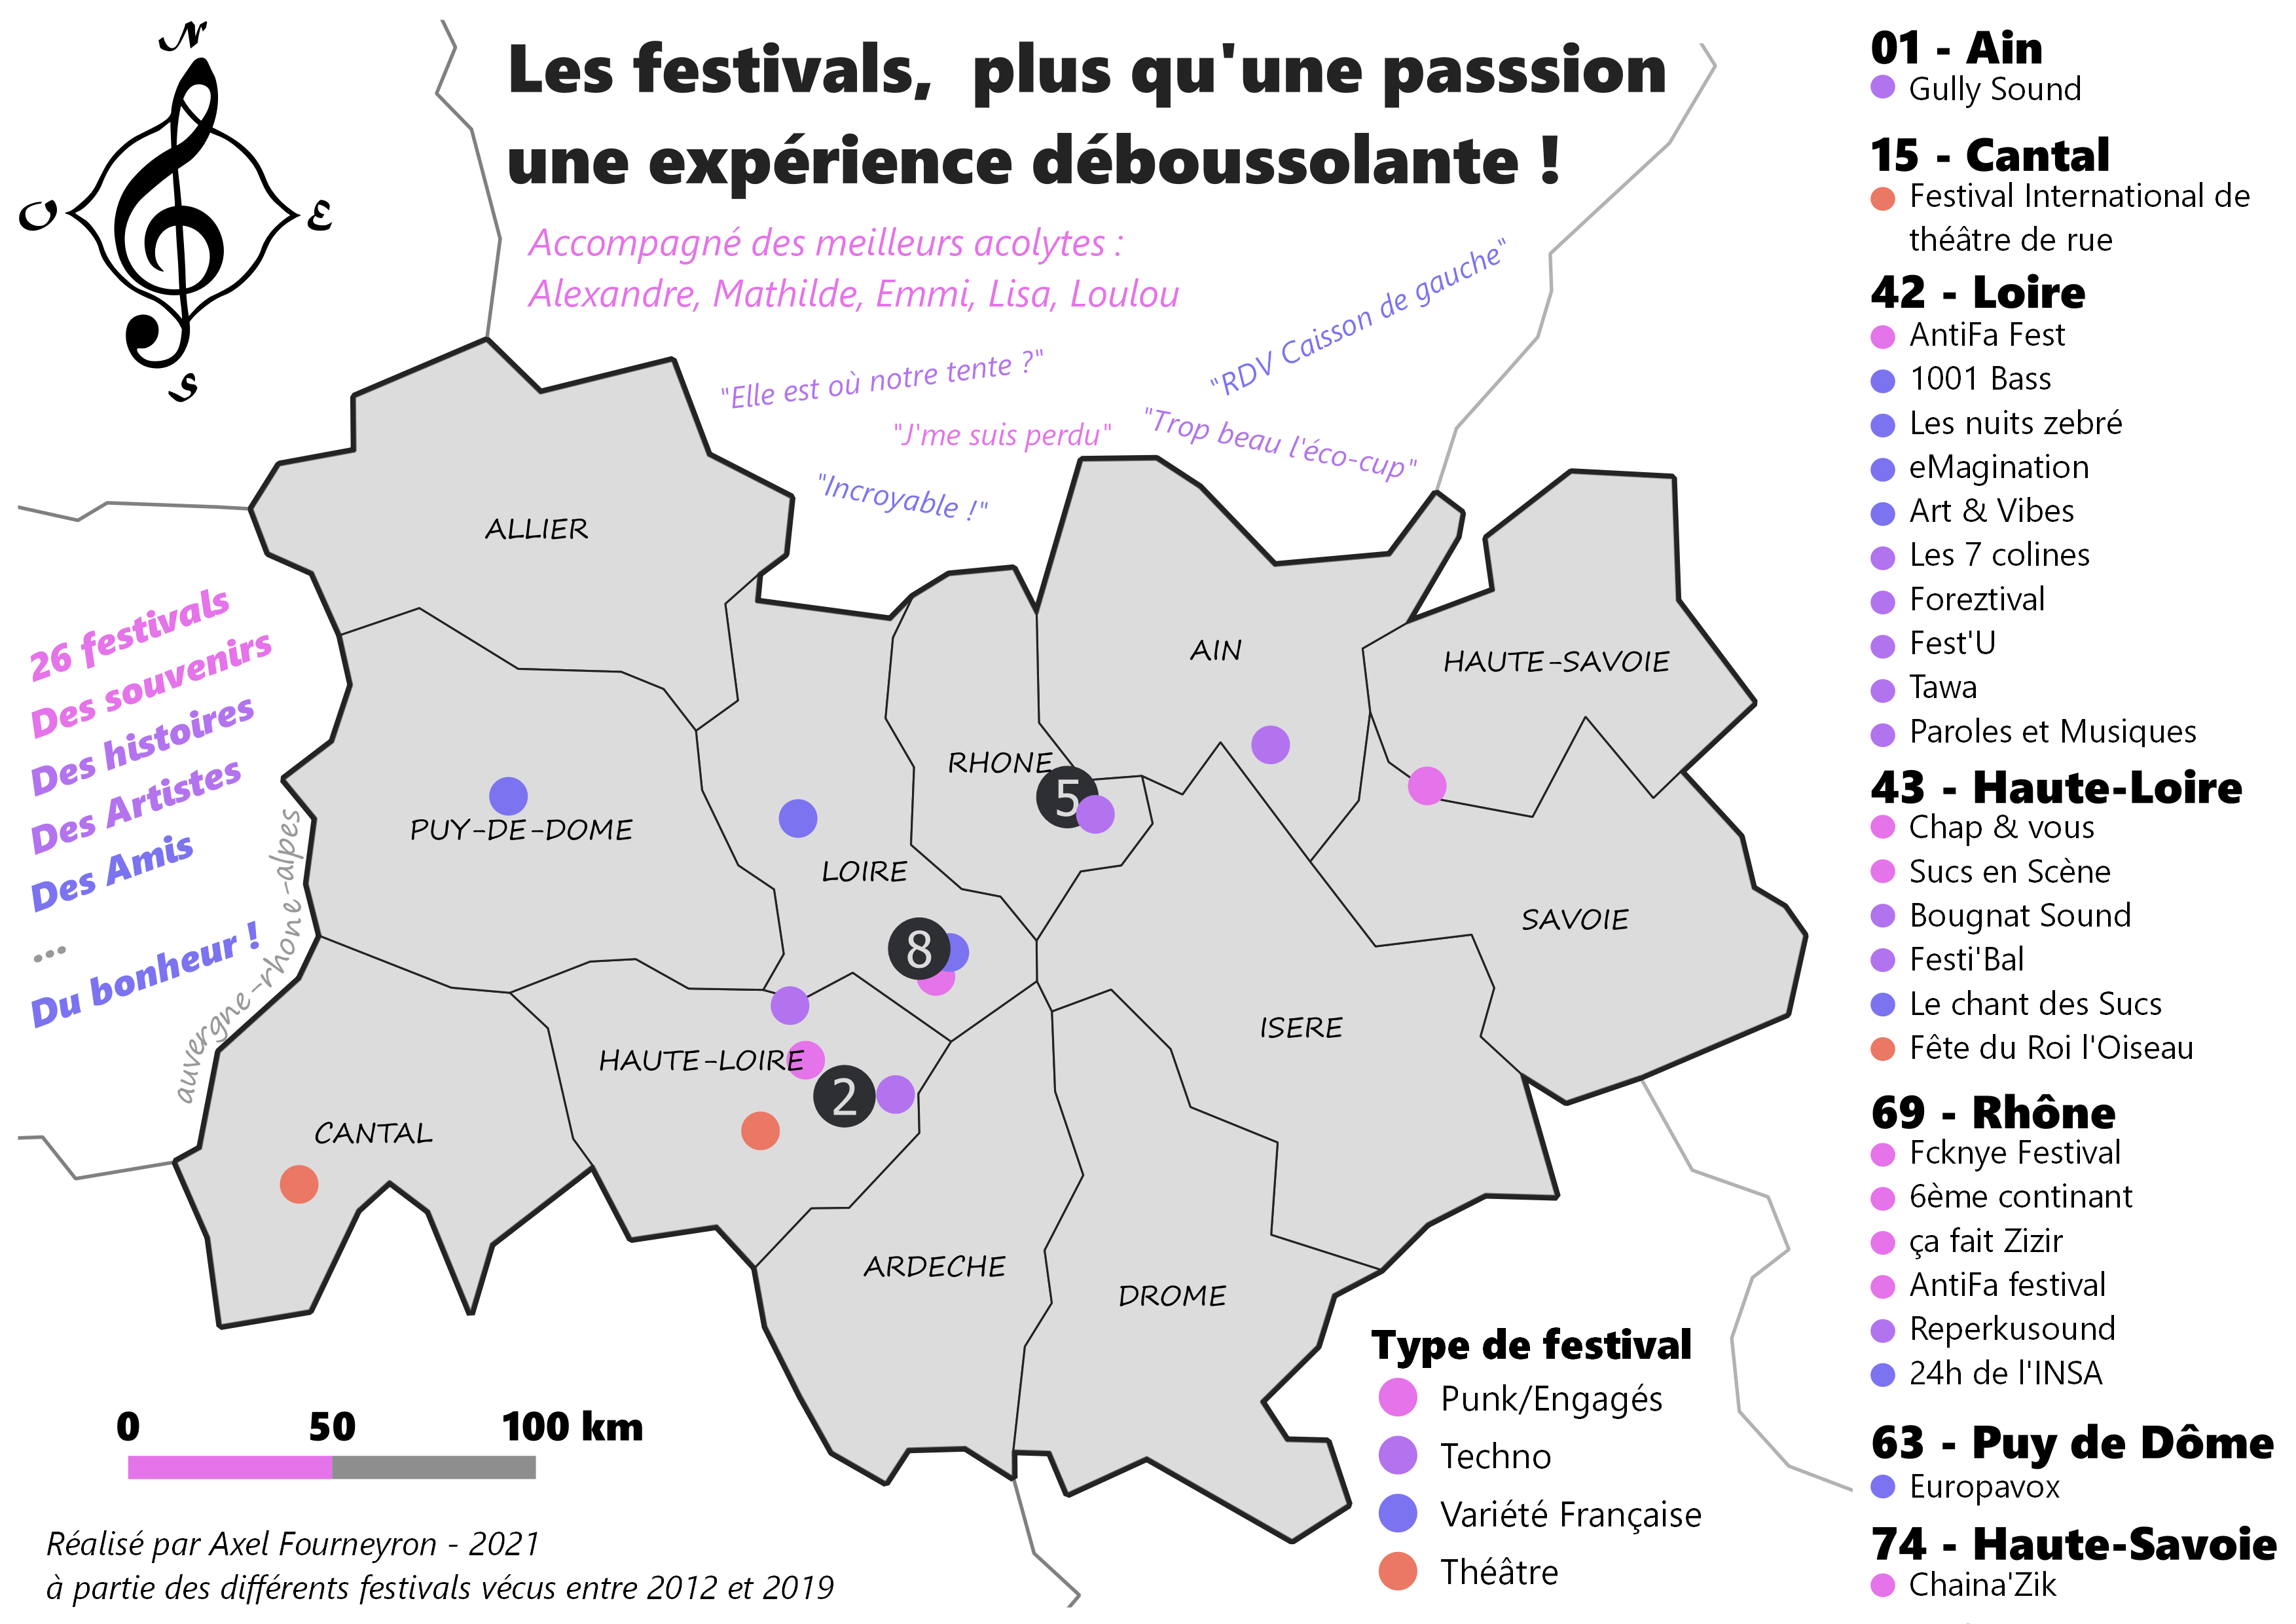 N
O
E
S
Les festivals, plus qu'une passsion
une expérience déboussolante !
Accompagné des meilleurs acolytes :
Alexandre, Mathilde, Emmi, Lisa, Loulou
"RDV Caisson de gauche"
"Elle est où notre tente ?"
"J'me suis perdu"
"Trop beau l'éco-cup"
"Incroyable !"
26 festivals
Des souvenirs
Des histoires
Des Artistes
Des Amis
...
Du bonheur !
auvergne-rhone-alpes
ALLIER
AIN
HAUTE-SAVOIE
RHONE
5
PUY-DE-DOME
LOIRE
SAVOIE
8
ISERE
HAUTE-LOIRE
2
CANTAL
ARDECHE
DROME
Type de festival
Punk/Engagés
Techno
Variété Française
Théâtre
0 50 100 km
Réalisé par Axel Fourneyron - 2021
à partie des différents festivals vécus entre 2012 et 2019
01 - Ain
Gully Sound
15 - Cantal
Festival International de
théâtre de rue
42 - Loire
AntiFa Fest
1001 Bass
Les nuits zebré
eMagination
Art & Vibes
Les 7 colines
Foreztival
Fest'U
Tawa
Paroles et Musiques
43 - Haute-Loire
Chap & vous
Sucs en Scène
Bougnat Sound
Festi'Bal
Le chant des Sucs
Fête du Roi l'Oiseau
69 - Rhône
Fcknye Festival
6ème continant
ça fait Zizir
AntiFa festival
Reperkusound
24h de l'INSA
63 - Puy de Dôme
Europavox
74 - Haute-Savoie
Chaina'Zik